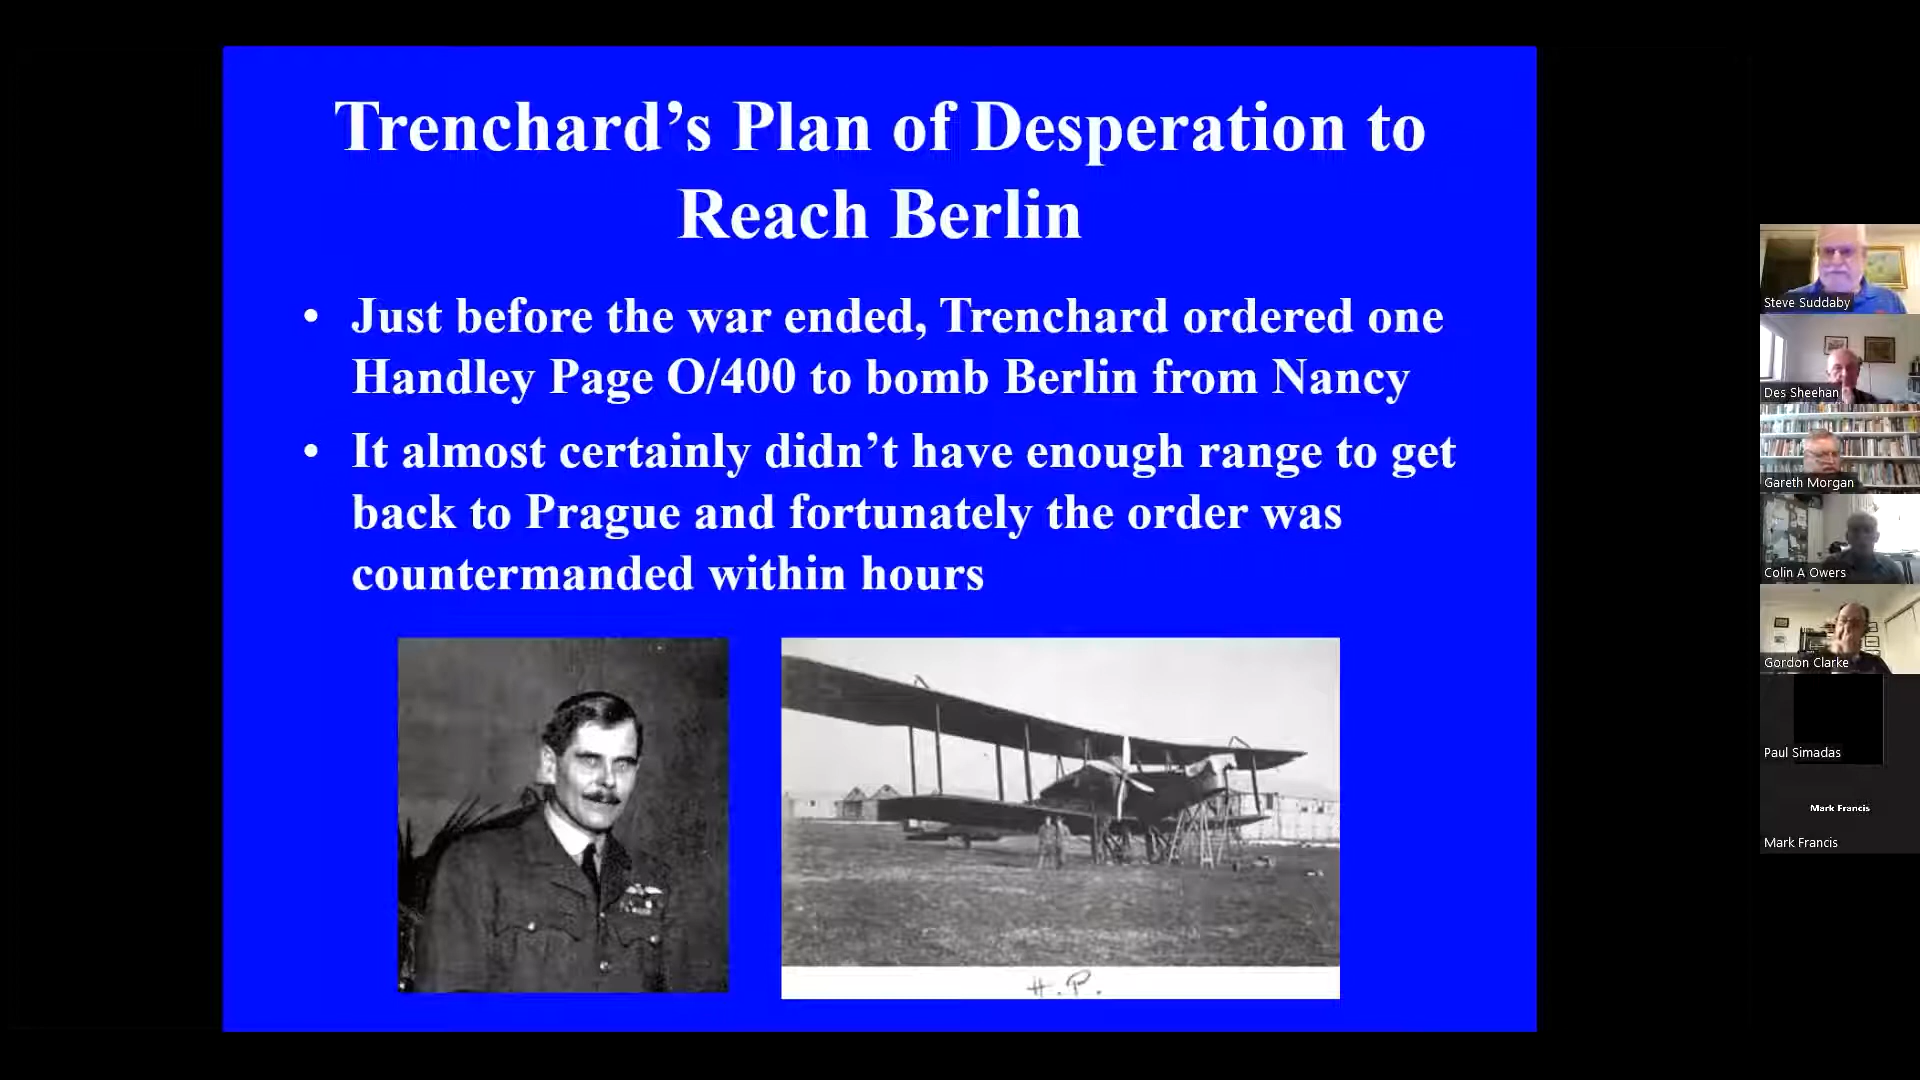 Trenchard’s Plan of Desperation to
Reach Berlin
• Just before the war ended, Trenchard ordered one
Handley Page O/400 to bomb Berlin from Nancy
• It almost certainly didn’t have enough range to get
back to Prague and fortunately the order was
countermanded within hours
H.P.
Steve Suddaby
Des Sheehan
Gareth Morgan
Colin A Owers
Gordon Clarke
Paul Simadas
Mark Francis
Mark Francis